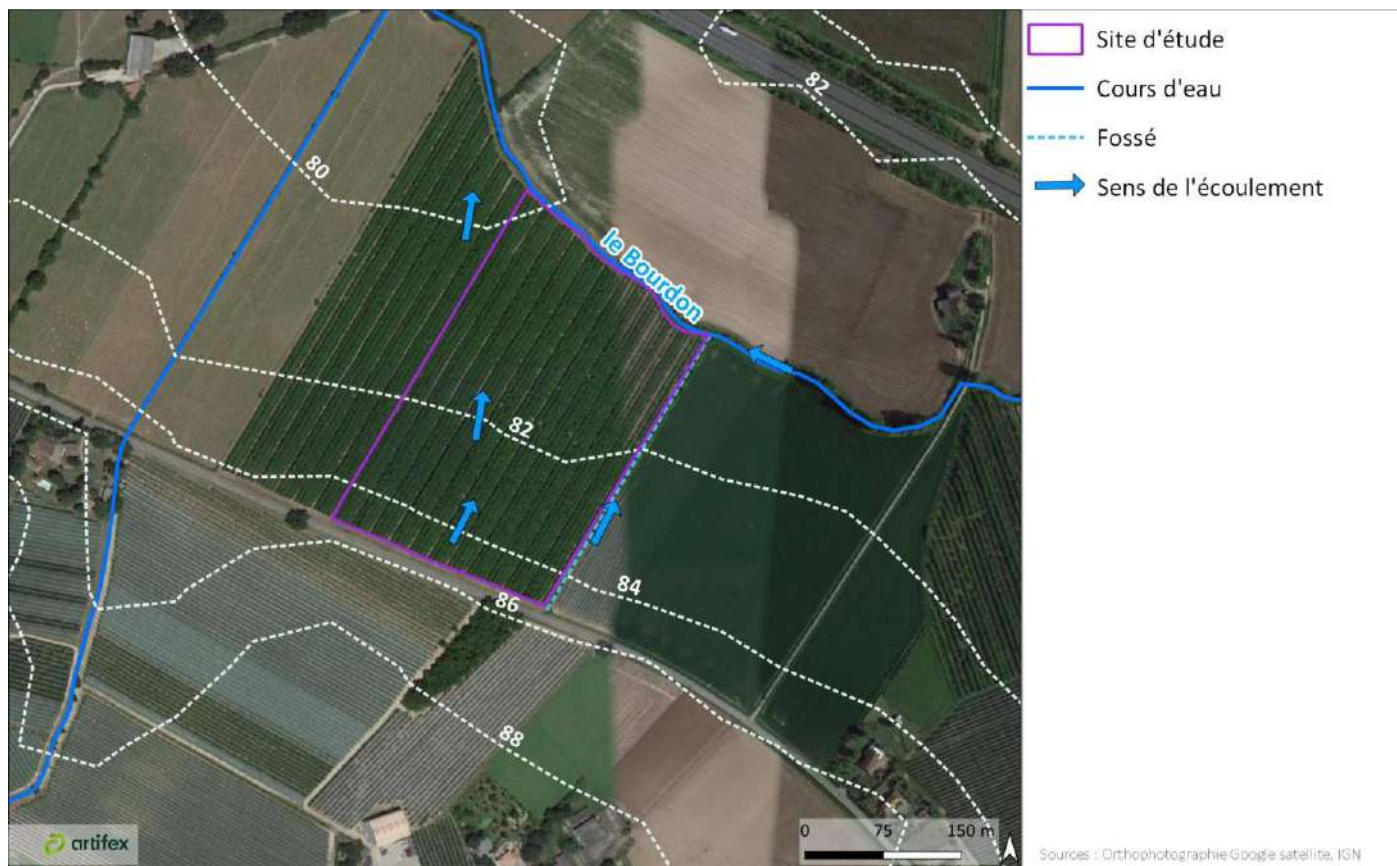 Site d'étude
Cours d'eau
Fossé
Sens de l'écoulement
82
80
le Bourdon
82
84
86
88
artifex
0 75 150 m
Sources : Orthophotographie Google satellite, IGN